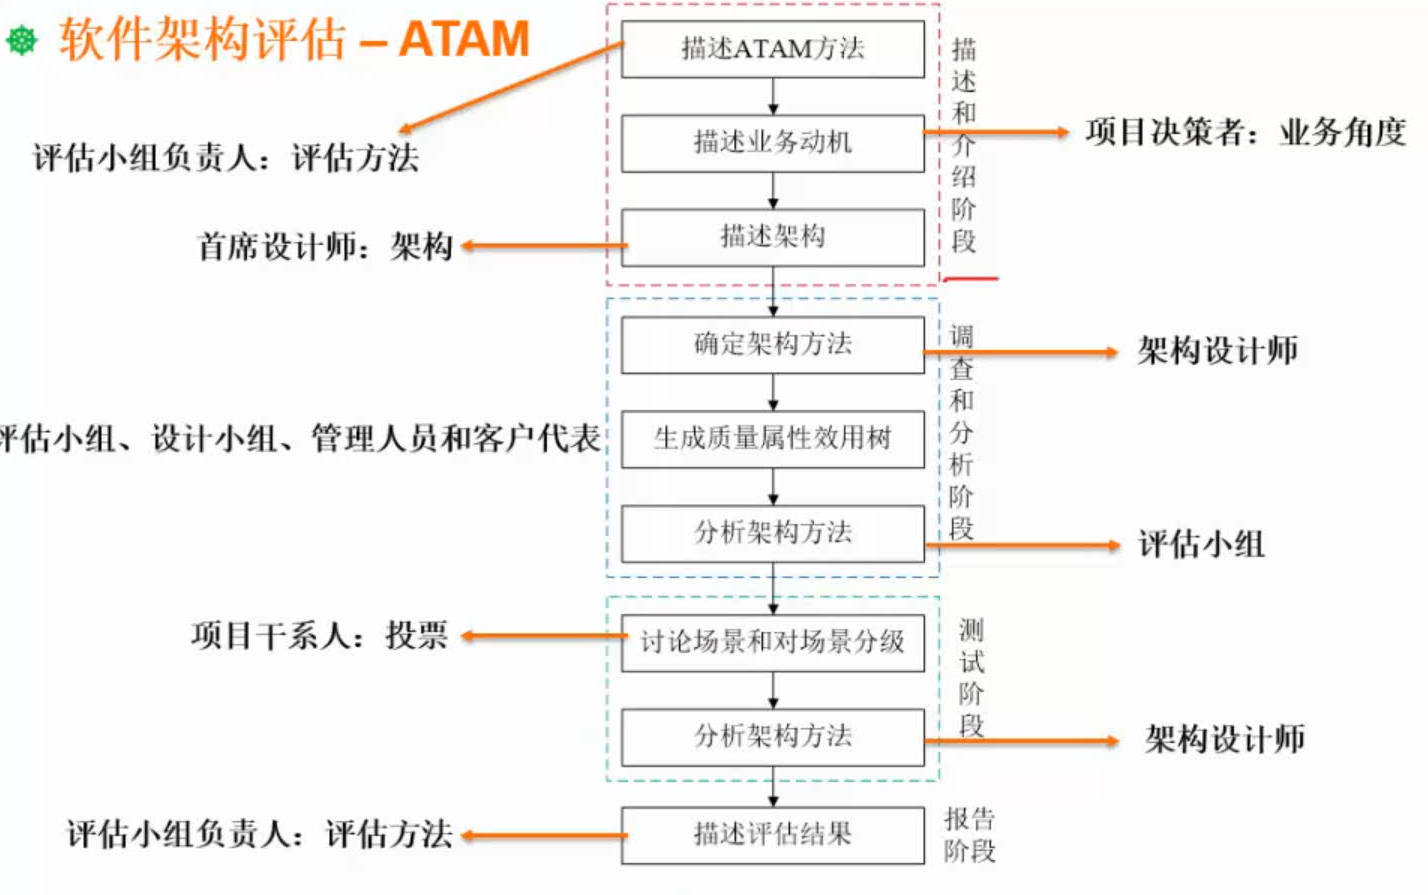 软件架构评估 – ATAM
描述ATAM方法
描述和介绍阶段
评估小组负责人：评估方法
描述业务动机
项目决策者：业务角度
描述架构
首席设计师：架构
确定架构方法
调查和分析阶段
架构设计师
评估小组、设计小组、管理人员和客户代表
生成质量属性效用树
分析架构方法
评估小组
项目干系人：投票
讨论场景和对场景分级
测试阶段
分析架构方法
架构设计师
评估小组负责人：评估方法
描述评估结果
报告
阶段